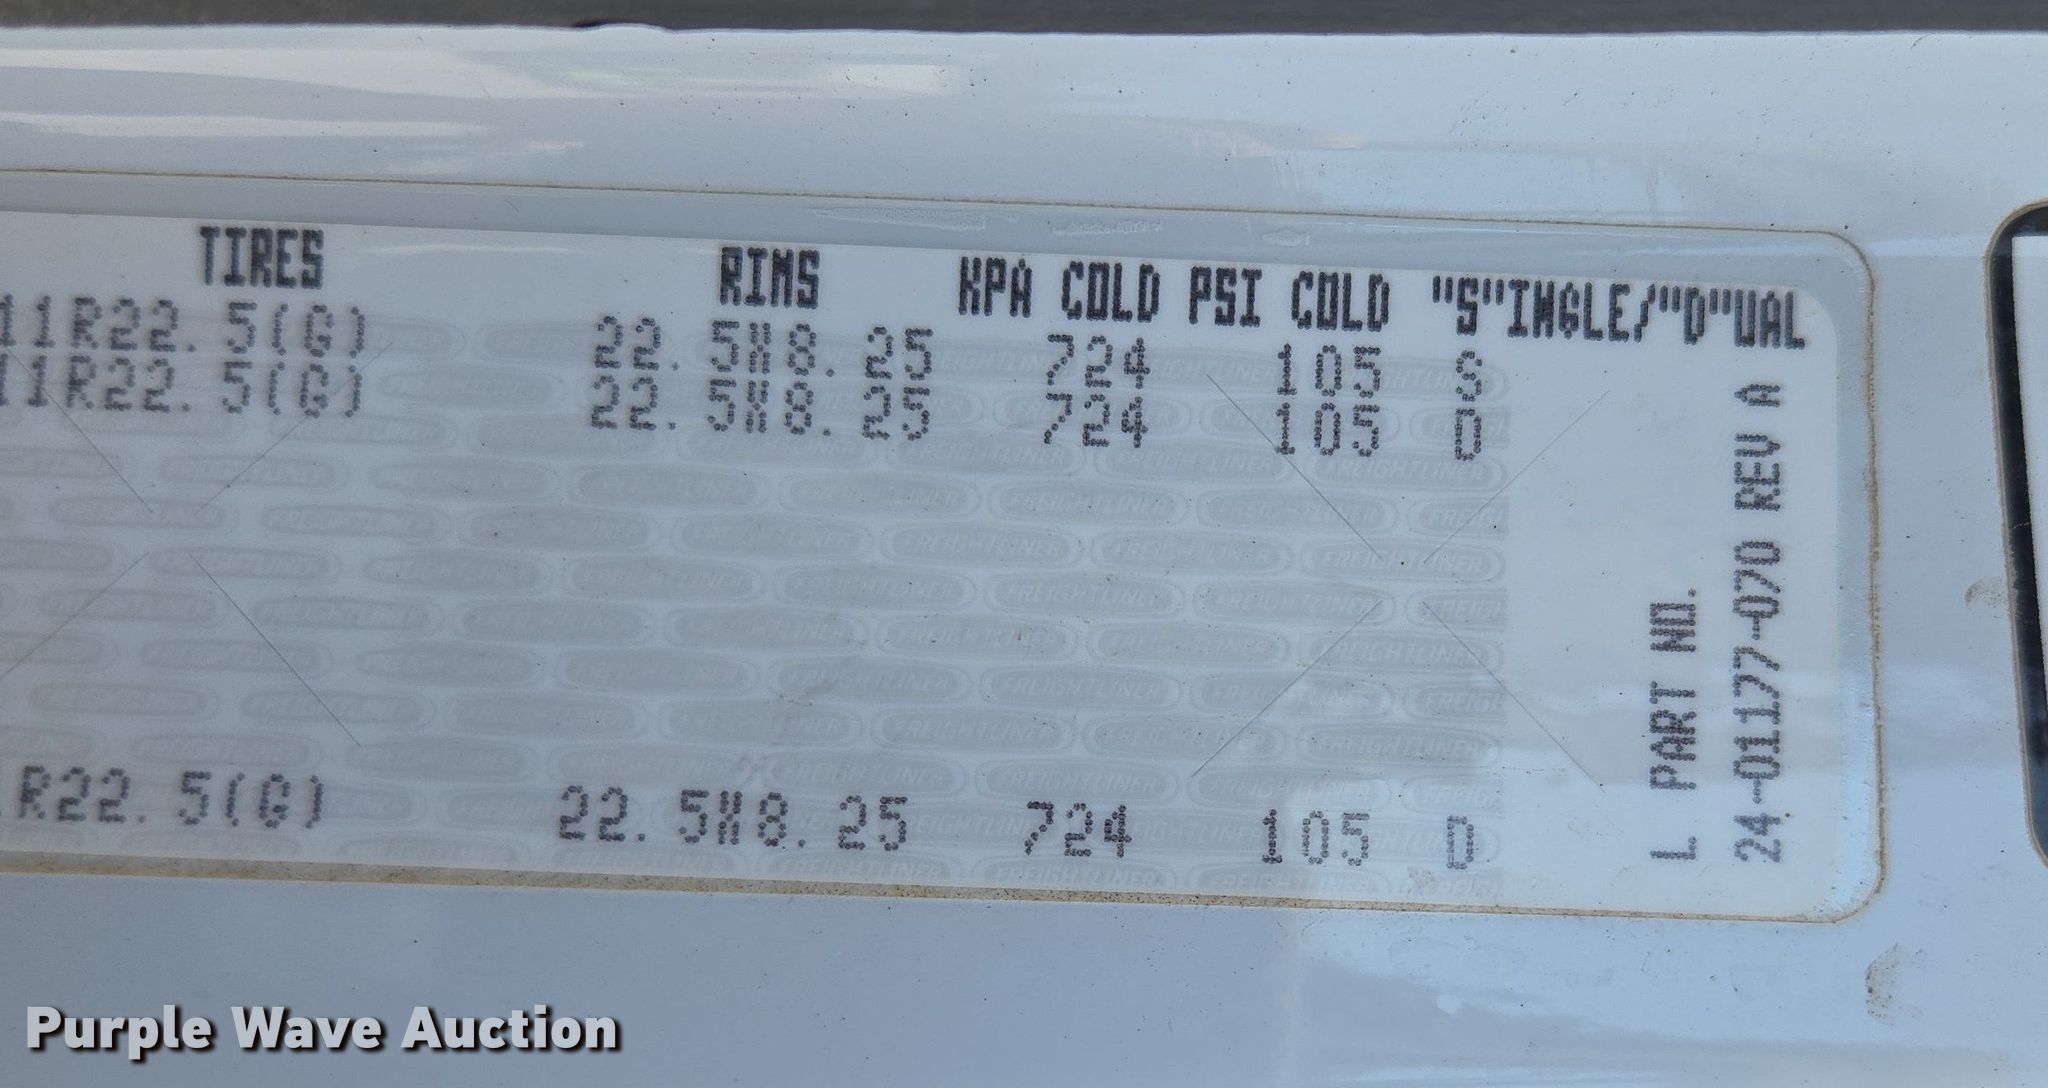 TIRES RIMS KPA COLD PSI COLD "S"INGLE/"D"UAL
11R22.5(G) 22.5X8.25 724 105 S
11R22.5(G) 22.5X8.25 724 105 D
R22.5(G) 22.5X8.25 724 105 D
L PART NO.
24-01177-070 REV A
FREIGHTLINER
Purple Wave Auction